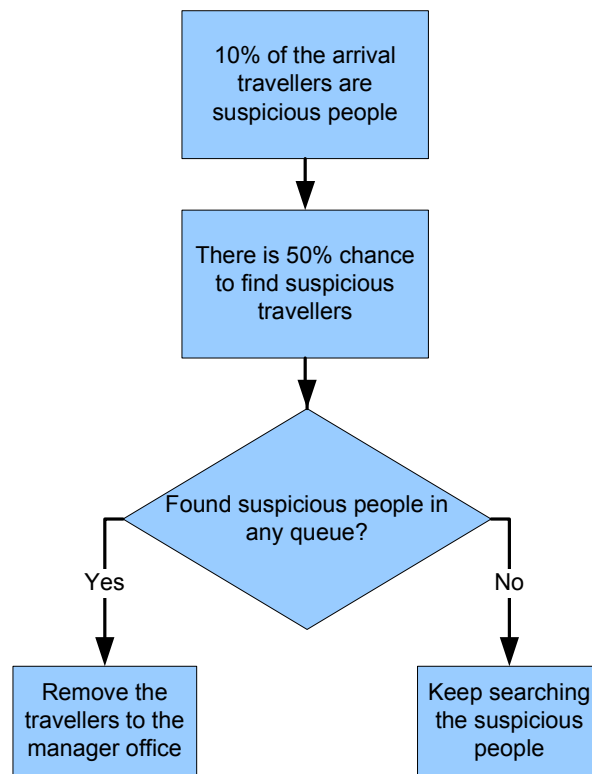 10% of the arrival
travellers are
suspicious people
There is 50% chance
to find suspicious
travellers
Found suspicious people in
any queue?
Yes
No
Remove the
travellers to the
manager office
Keep searching
the suspicious
people